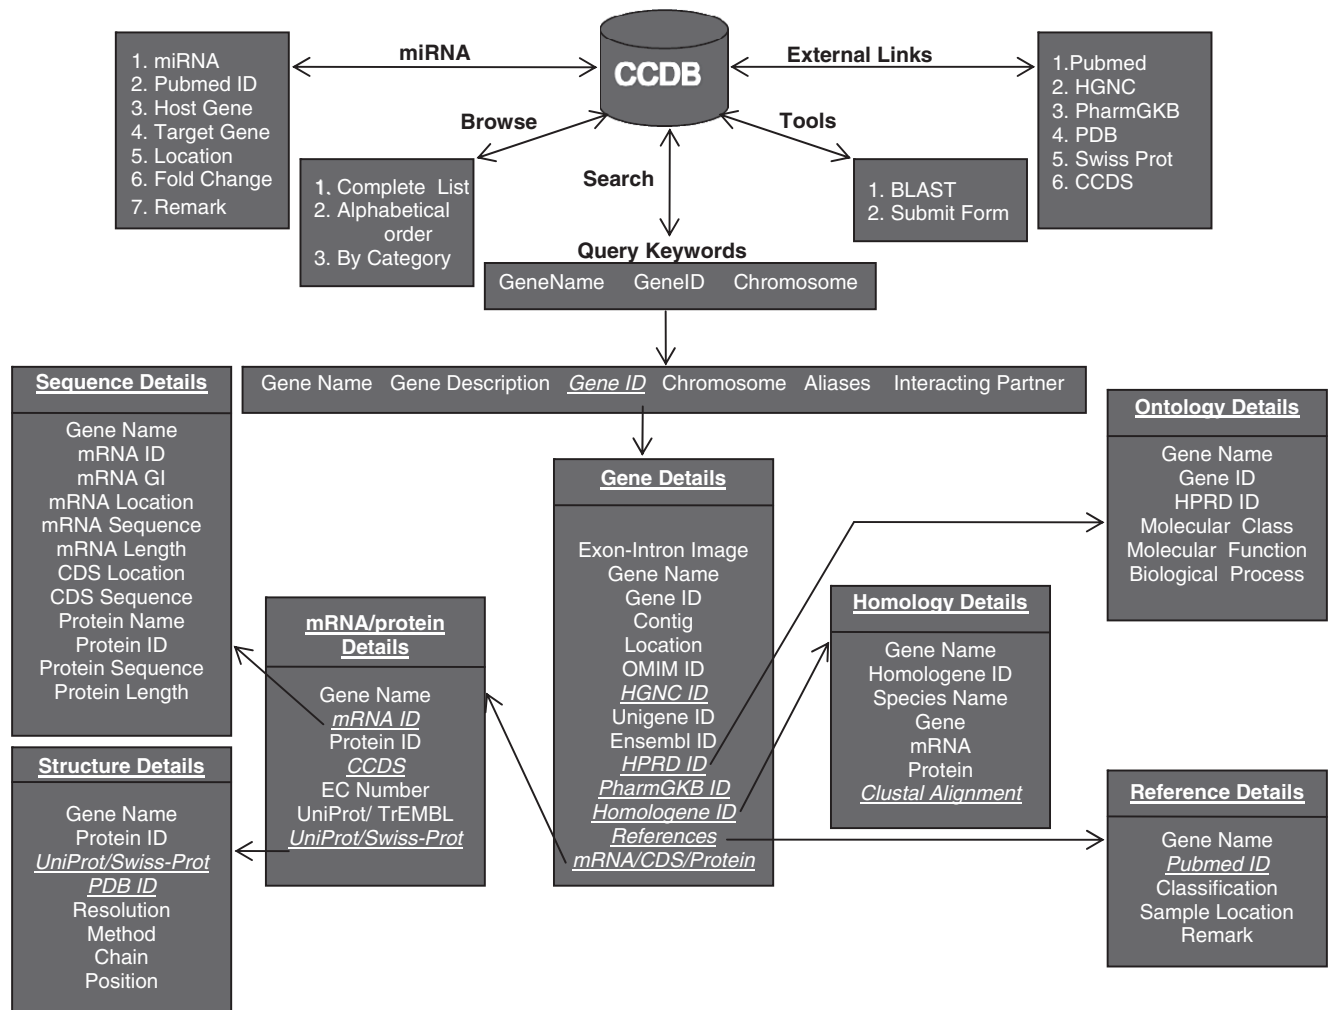 CCDB
miRNA
External Links
Browse
Tools
Search
1. miRNA
2. Pubmed ID
3. Host Gene
4. Target Gene
5. Location
6. Fold Change
7. Remark
1. Complete List
2. Alphabetical
order
3. By Category
1. BLAST
2. Submit Form
1.Pubmed
2. HGNC
3. PharmGKB
4. PDB
5. Swiss Prot
6. CCDS
Query Keywords
GeneName GeneID Chromosome
Gene Name Gene Description Gene ID Chromosome Aliases Interacting Partner
Sequence Details
Gene Name
mRNA ID
mRNA GI
mRNA Location
mRNA Sequence
mRNA Length
CDS Location
CDS Sequence
Protein Name
Protein ID
Protein Sequence
Protein Length
Structure Details
Gene Name
Protein ID
UniProt/Swiss-Prot
PDB ID
Resolution
Method
Chain
Position
mRNA/protein
Details
Gene Name
mRNA ID
Protein ID
CCDS
EC Number
UniProt/ TrEMBL
UniProt/Swiss-Prot
Gene Details
Exon-Intron Image
Gene Name
Gene ID
Contig
Location
OMIM ID
HGNC ID
Unigene ID
Ensembl ID
HPRD ID
PharmGKB ID
Homologene ID
References
mRNA/CDS/Protein
Homology Details
Gene Name
Homologene ID
Species Name
Gene
mRNA
Protein
Clustal Alignment
Ontology Details
Gene Name
Gene ID
HPRD ID
Molecular Class
Molecular Function
Biological Process
Reference Details
Gene Name
Pubmed ID
Classification
Sample Location
Remark